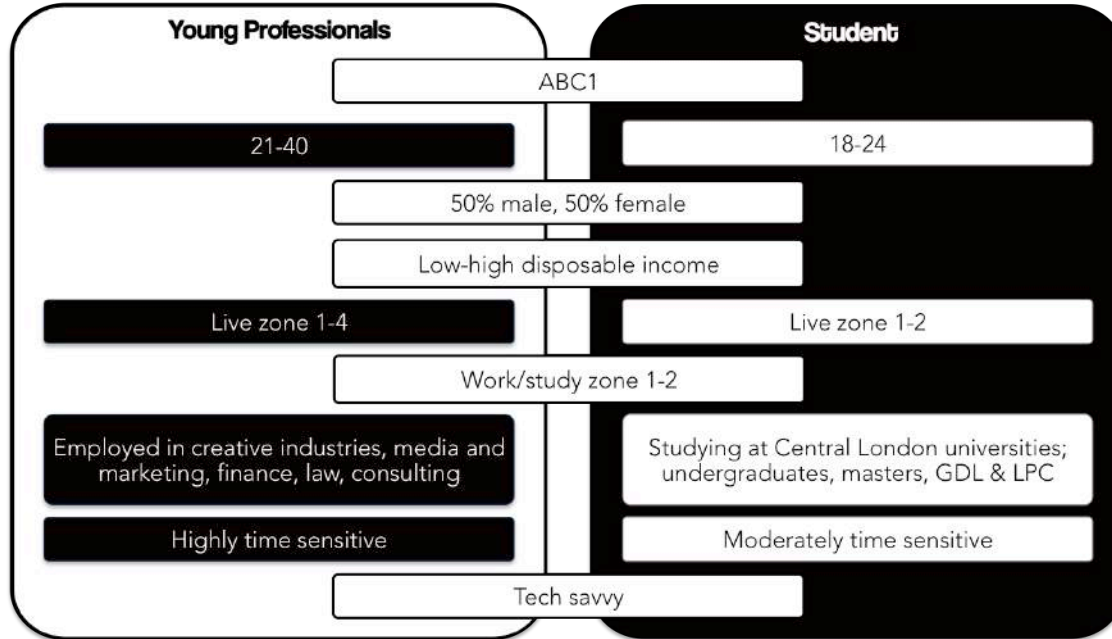 Young Professionals
Student
ABC1
21-40
18-24
50% male, 50% female
Low-high disposable income
Live zone 1-4
Live zone 1-2
Work/study zone 1-2
Employed in creative industries, media and
marketing, finance, law, consulting
Studying at Central London universities;
undergraduates, masters, GDL & LPC
Highly time sensitive
Moderately time sensitive
Tech savvy